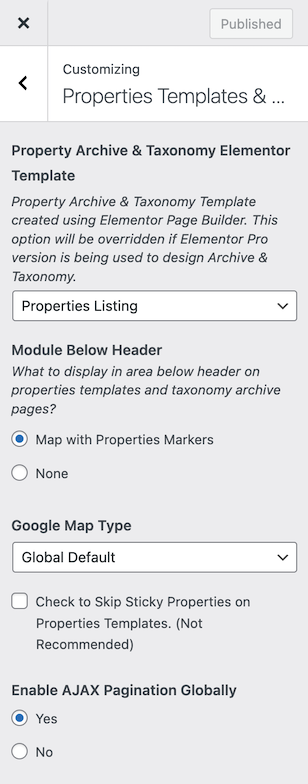 Published
Customizing
Properties Templates & ...
Property Archive & Taxonomy Elementor
Template
Property Archive & Taxonomy Template
created using Elementor Page Builder. This
option will be overridden if Elementor Pro
version is being used to design Archive &
Taxonomy.
Properties Listing
Module Below Header
What to display in area below header on
properties templates and taxonomy archive
pages?
Map with Properties Markers
None
Google Map Type
Global Default
Check to Skip Sticky Properties on
Properties Templates. (Not
Recommended)
Enable AJAX Pagination Globally
Yes
No